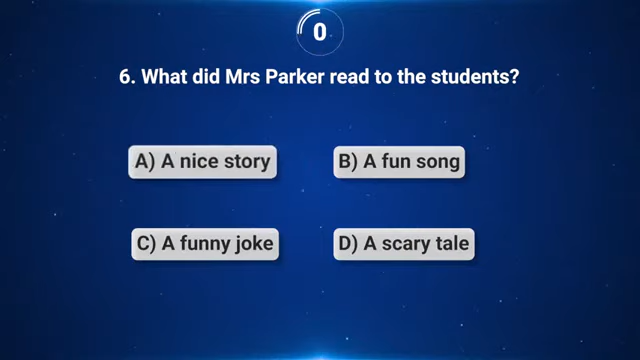 0
6. What did Mrs Parker read to the students?
A) A nice story
B) A fun song
C) A funny joke
D) A scary tale